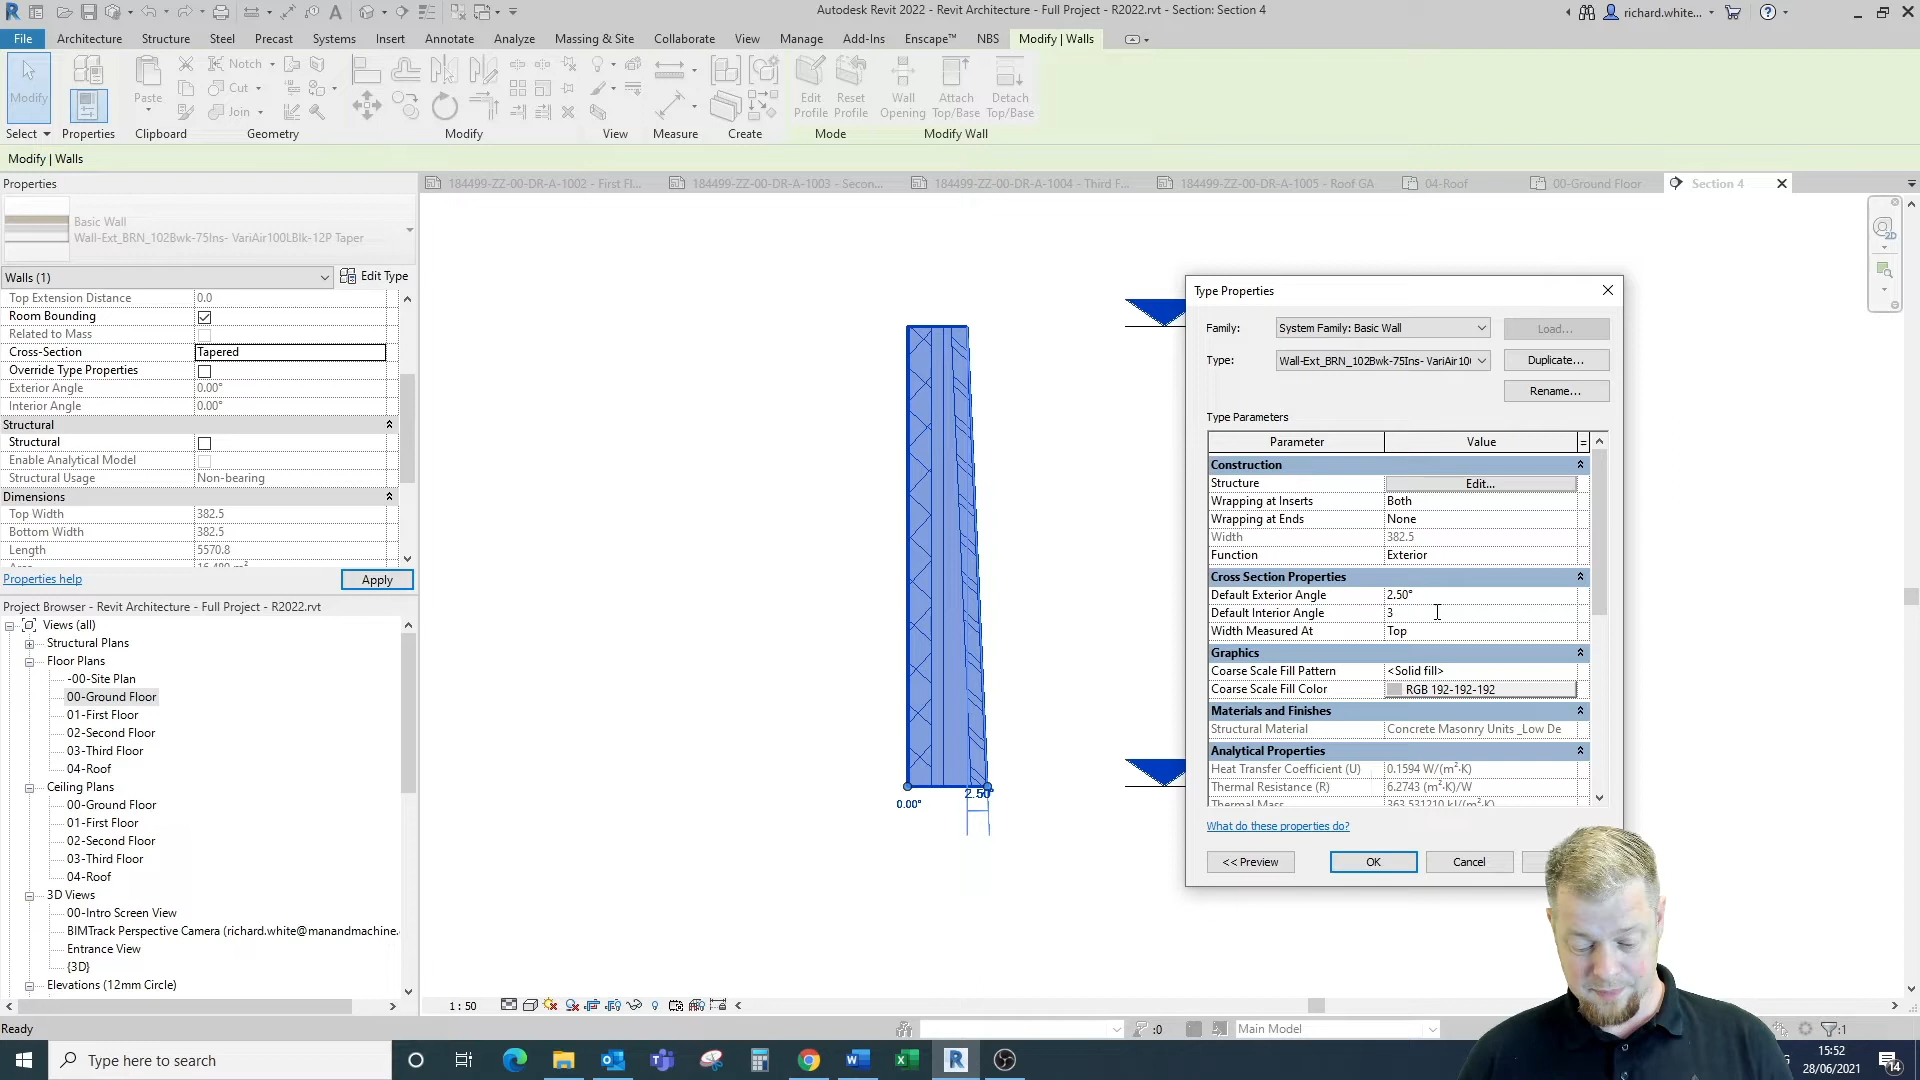 Autodesk Revit 2022 - Revit Architecture - Full Project - R2022.rvt - Section: Section 4
richard.white...
File Architecture Structure Steel Precast Systems Insert Annotate Analyze Massing & Site Collaborate View Manage Add-Ins Enscape™ NBS Modify | Walls
Modify
Paste
Notch
Cut
Join
Edit Profile
Reset Profile
Wall Opening
Attach Top/Base
Detach Top/Base
Select Properties Clipboard Geometry Modify View Measure Create Mode Modify Wall
Modify | Walls
Properties
184499-ZZ-00-DR-A-1002 - First Fl...
184499-ZZ-00-DR-A-1003 - Secon...
184499-ZZ-00-DR-A-1004 - Third F...
184499-ZZ-00-DR-A-1005 - Roof GA
04-Roof
00-Ground Floor
Section 4
Basic Wall
Wall-Ext_BRN_102Bwk-75Ins- VariAir100LBlk-12P Taper
Walls (1)
Edit Type
Top Extension Distance 0.0
Room Bounding
Related to Mass
Cross-Section Tapered
Override Type Properties
Exterior Angle 0.00°
Interior Angle 0.00°
Structural
Structural
Enable Analytical Model
Structural Usage Non-bearing
Dimensions
Top Width 382.5
Bottom Width 382.5
Length 5570.8
Properties help
Apply
Project Browser - Revit Architecture - Full Project - R2022.rvt
Views (all)
Structural Plans
Floor Plans
-00-Site Plan
00-Ground Floor
01-First Floor
02-Second Floor
03-Third Floor
04-Roof
Ceiling Plans
00-Ground Floor
01-First Floor
02-Second Floor
03-Third Floor
04-Roof
3D Views
00-Intro Screen View
BIMTrack Perspective Camera (richard.white@manandmachine.
Entrance View
{3D}
Elevations (12mm Circle)
0.00°
2.50°
2D
Type Properties
Family: System Family: Basic Wall Load...
Type: Wall-Ext_BRN_102Bwk-75Ins- VariAir10( Duplicate...
Rename...
Type Parameters
Parameter Value =
Construction
Structure Edit...
Wrapping at Inserts Both
Wrapping at Ends None
Width 382.5
Function Exterior
Cross Section Properties
Default Exterior Angle 2.50°
Default Interior Angle 3
Width Measured At Top
Graphics
Coarse Scale Fill Pattern <Solid fill>
Coarse Scale Fill Color RGB 192-192-192
Materials and Finishes
Structural Material Concrete Masonry Units _Low De
Analytical Properties
Heat Transfer Coefficient (U) 0.1594 W/(m²·K)
Thermal Resistance (R) 6.2743 (m²·K)/W
Thermal Mass 363.531210 kJ/(m²·K)
What do these properties do?
<< Preview OK Cancel
1 : 50
Ready
:0
Main Model
:1
Type here to search
15:52
28/06/2021
14